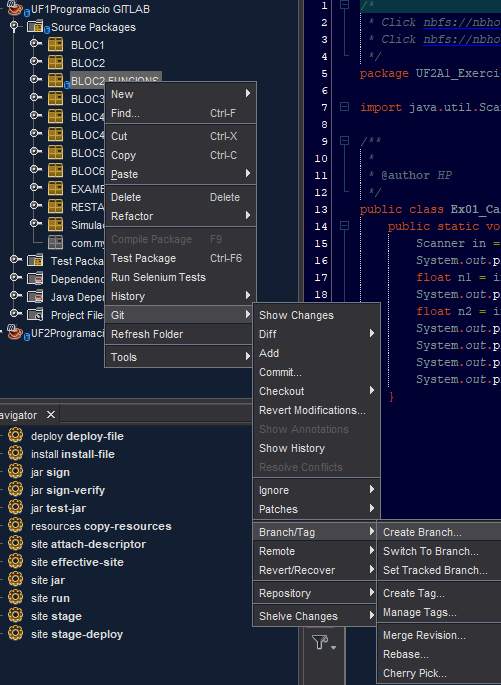 UF1Programacio GITLAB
Source Packages
BLOC1
BLOC2
BLOC2 FUNCIONS
BLOC3
BLOC4
BLOC4
BLOC5
BLOC6
EXAME
RESTA
Simulac
com.my
Test Packa
Dependenc
Java Depe
Project Files
UF2Programacio
New
Find... Ctrl-F
Cut Ctrl-X
Copy Ctrl-C
Paste
Delete Delete
Refactor
Compile Package F9
Test Package Ctrl-F6
Run Selenium Tests
History
Git
Refresh Folder
Tools
Show Changes
Diff
Add
Commit...
Checkout
Revert Modifications...
Show Annotations
Show History
Resolve Conflicts
Ignore
Patches
Branch/Tag
Remote
Revert/Recover
Repository
Shelve Changes
Create Branch...
Switch To Branch...
Set Tracked Branch...
Create Tag...
Manage Tags...
Merge Revision...
Rebase...
Cherry Pick...
1 /*
2 * Click nbfs://nbho
3 * Click nbfs://nbho
4 */
5 package UF2A1_Exerci
6
7 import java.util.Sca
8
9 /**
10 *
11 * @author HP
12 */
13 public class Ex01_Ca
14 public static vo
15 Scanner in =
16 System.out.p
17 float n1 = i
18 System.out.p
float n2 = i
System.out.p
System.out.p
System.out.p
System.out.p
}
avigator
deploy deploy-file
install install-file
jar sign
jar sign-verify
jar test-jar
resources copy-resources
site attach-descriptor
site effective-site
site jar
site run
site stage
site stage-deploy